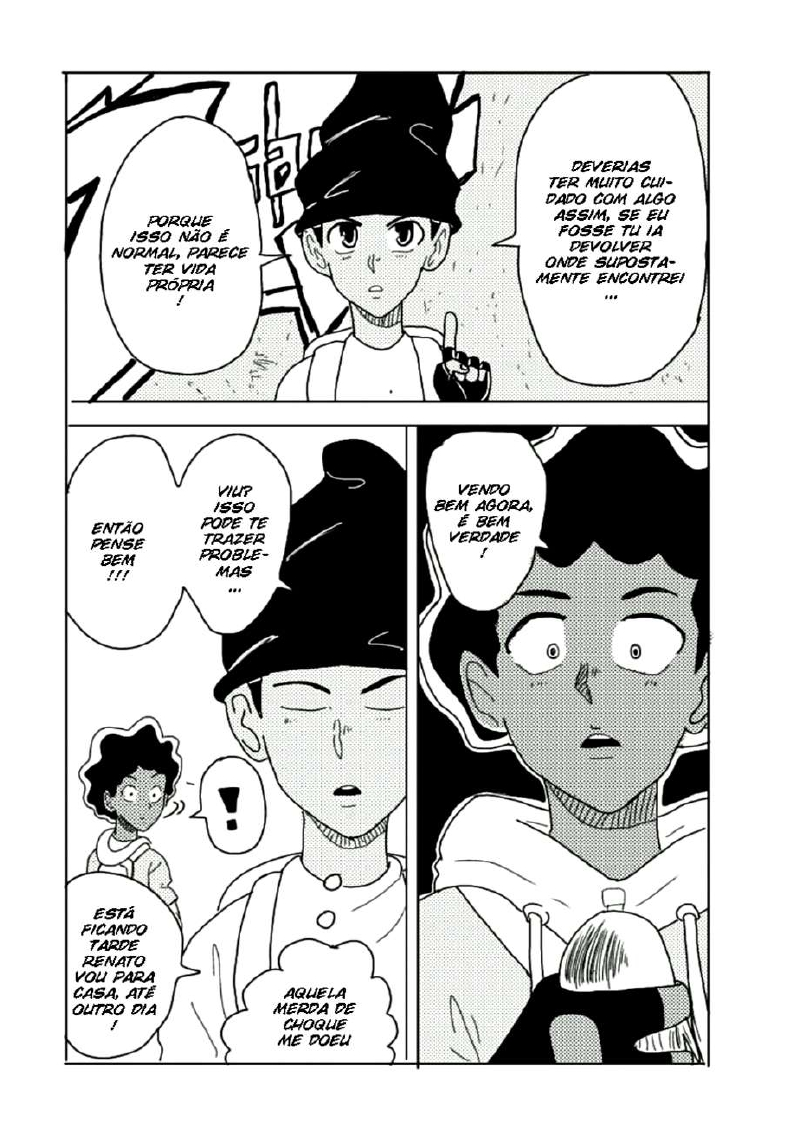 DEVERIAS
TER MUITO CUI-
DADO COM ALGO
ASSIM, SE EU
FOSSE TU IA
DEVOLVER
ONDE SUPOSTA-
MENTE ENCONTREI
...
PORQUE
ISSO NÃO É
NORMAL, PARECE
TER VIDA
PRÓPRIA
!
VENDO
BEM AGORA,
É BEM
VERDADE
!
VIU?
ISSO
PODE TE
TRAZER
PROBLE-
MAS
...
ENTÃO
PENSE
BEM
!!!
!
ESTÁ
FICANDO
TARDE
RENATO
VOU PARA
CASA, ATÉ
OUTRO DIA
!
AQUELA
MERDA DE
CHOQUE
ME DOEU